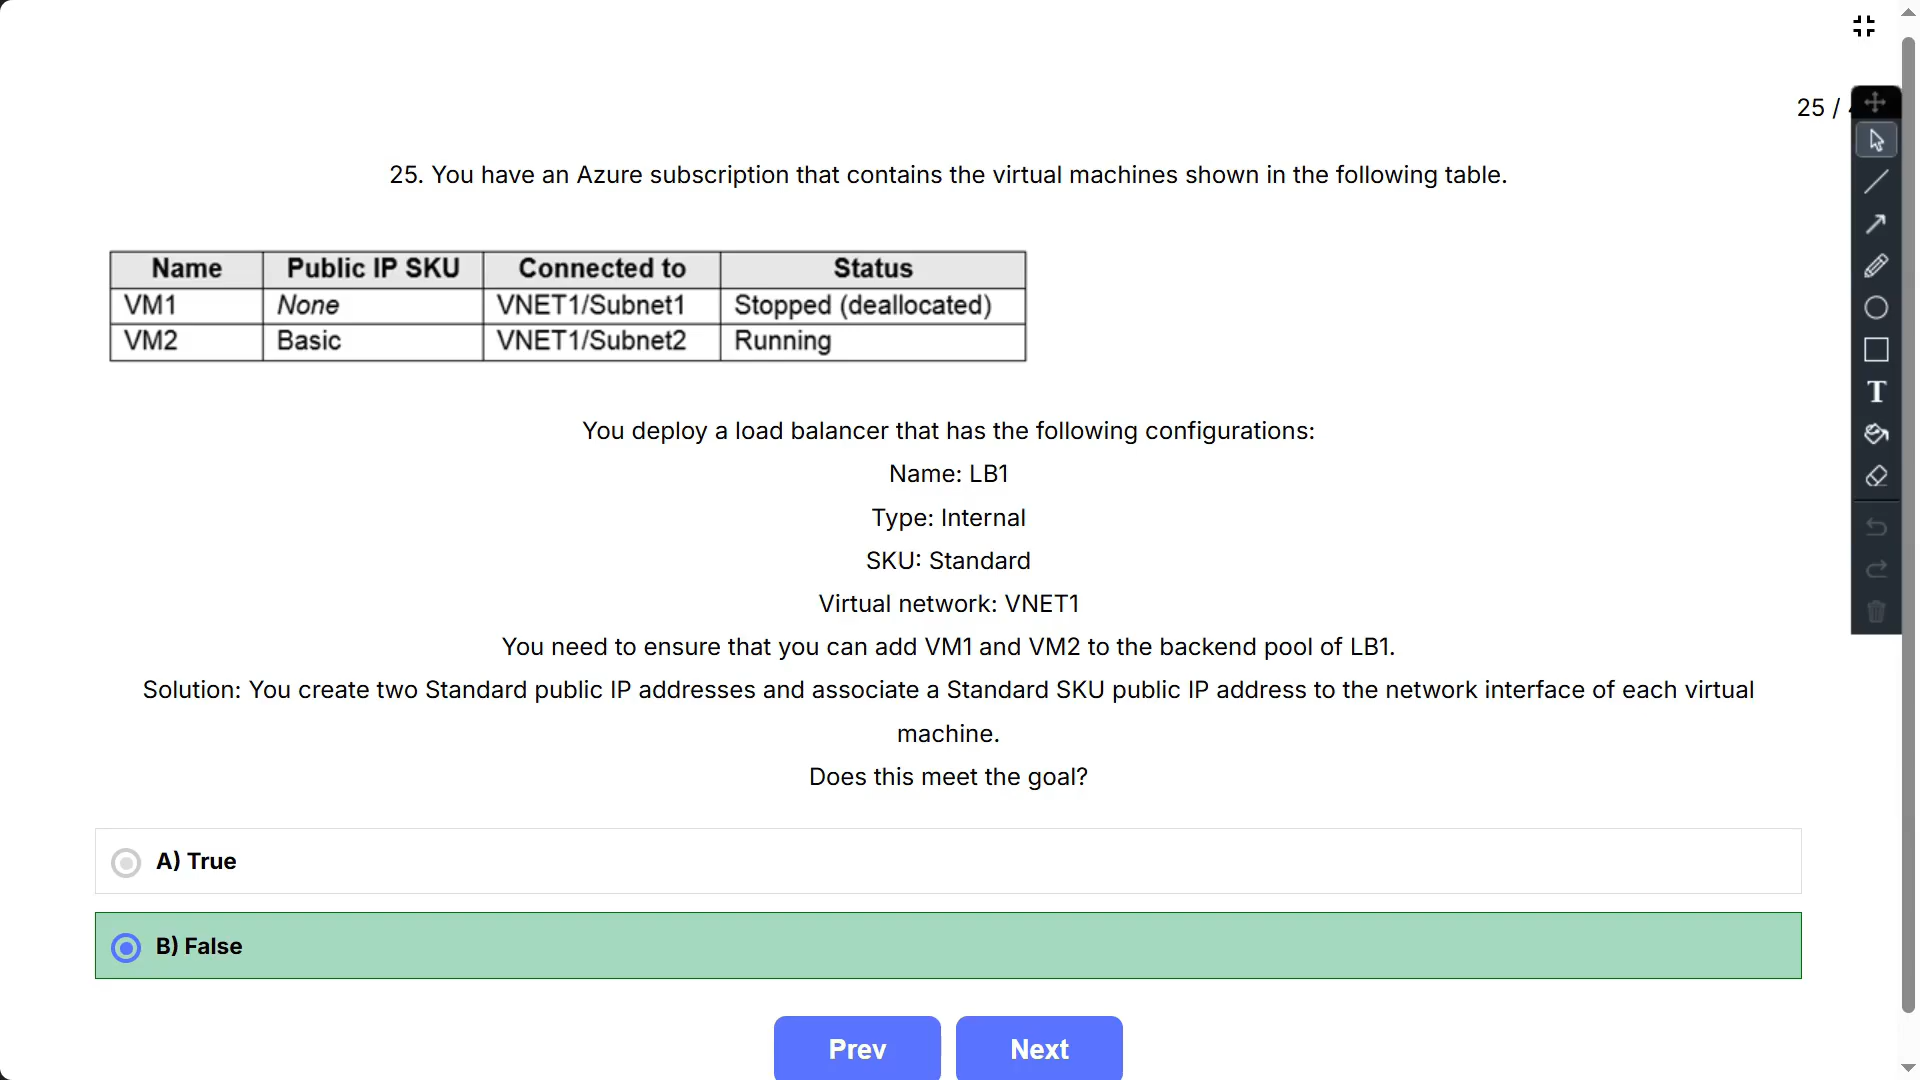 25 /
25. You have an Azure subscription that contains the virtual machines shown in the following table.
Name Public IP SKU Connected to Status
VM1 None VNET1/Subnet1 Stopped (deallocated)
VM2 Basic VNET1/Subnet2 Running
You deploy a load balancer that has the following configurations:
Name: LB1
Type: Internal
SKU: Standard
Virtual network: VNET1
You need to ensure that you can add VM1 and VM2 to the backend pool of LB1.
Solution: You create two Standard public IP addresses and associate a Standard SKU public IP address to the network interface of each virtual
machine.
Does this meet the goal?
A) True
B) False
Prev Next
T